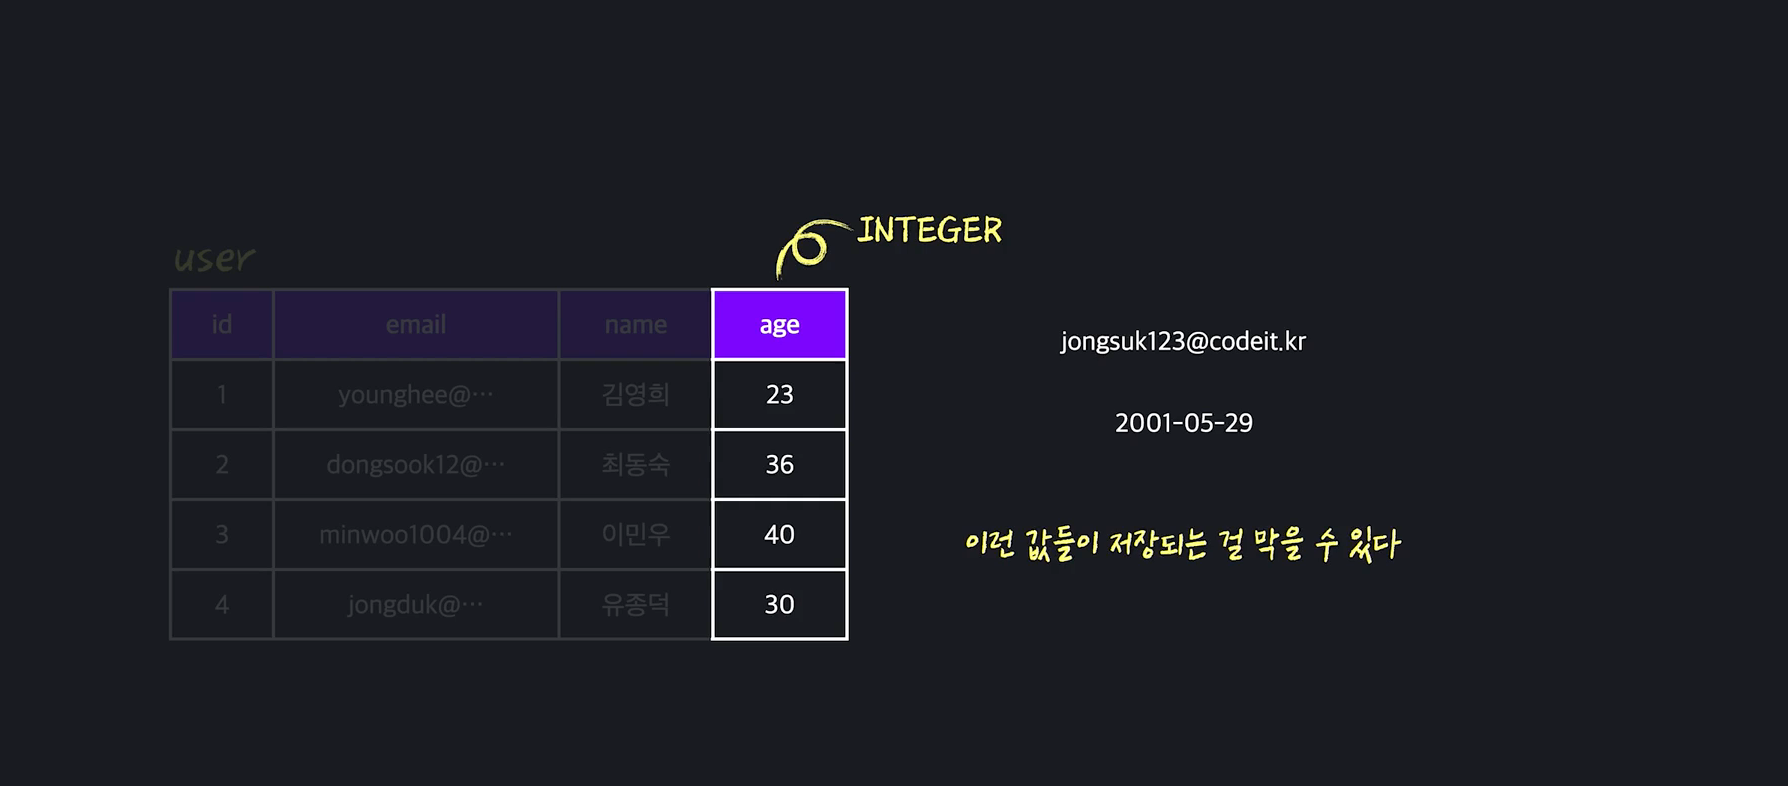 INTEGER
user
id email name age
1 younghee@··· 김영희 23
2 dongsook12@··· 최동숙 36
3 minwoo1004@··· 이민우 40
4 jongduk@··· 유종덕 30
jongsuk123@codeit.kr
2001-05-29
이런 값들이 저장되는 걸 막을 수 있다